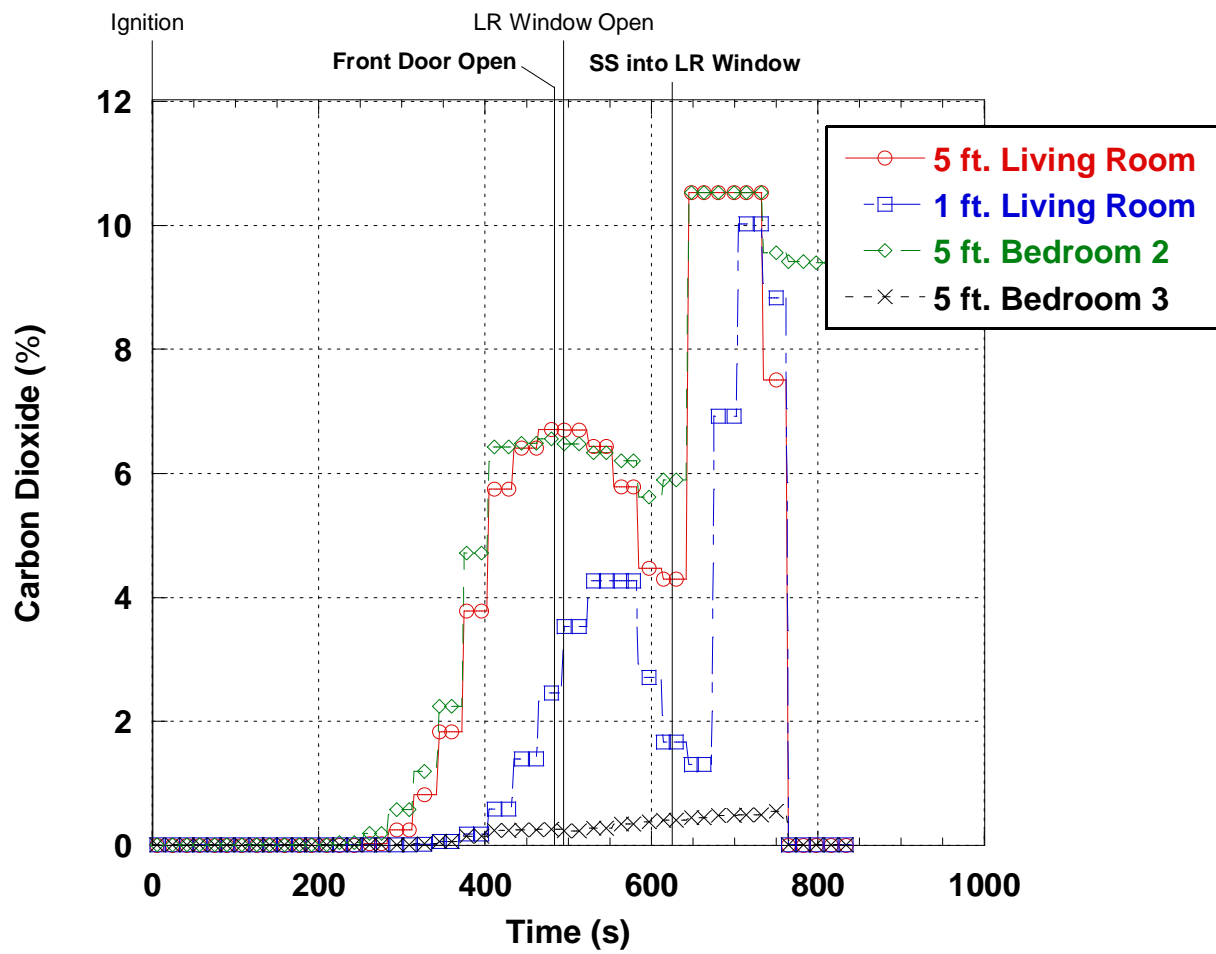 Ignition
LR Window Open
Front Door Open
SS into LR Window
12
10
8
6
4
2
0
Carbon Dioxide (%)
5 ft. Living Room
1 ft. Living Room
5 ft. Bedroom 2
5 ft. Bedroom 3
0
200
400
600
800
1000
Time (s)